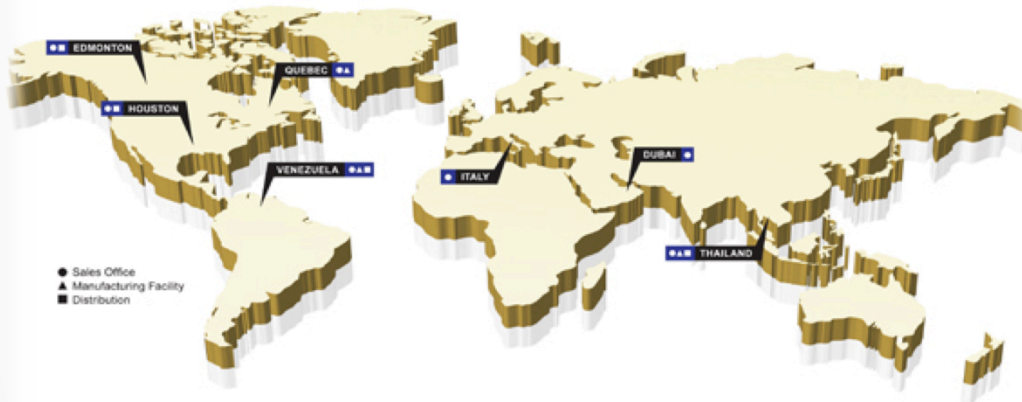 EDMONTON
QUEBEC
HOUSTON
DUBAI
VENEZUELA
ITALY
THAILAND
Sales Office
Manufacturing Facility
Distribution